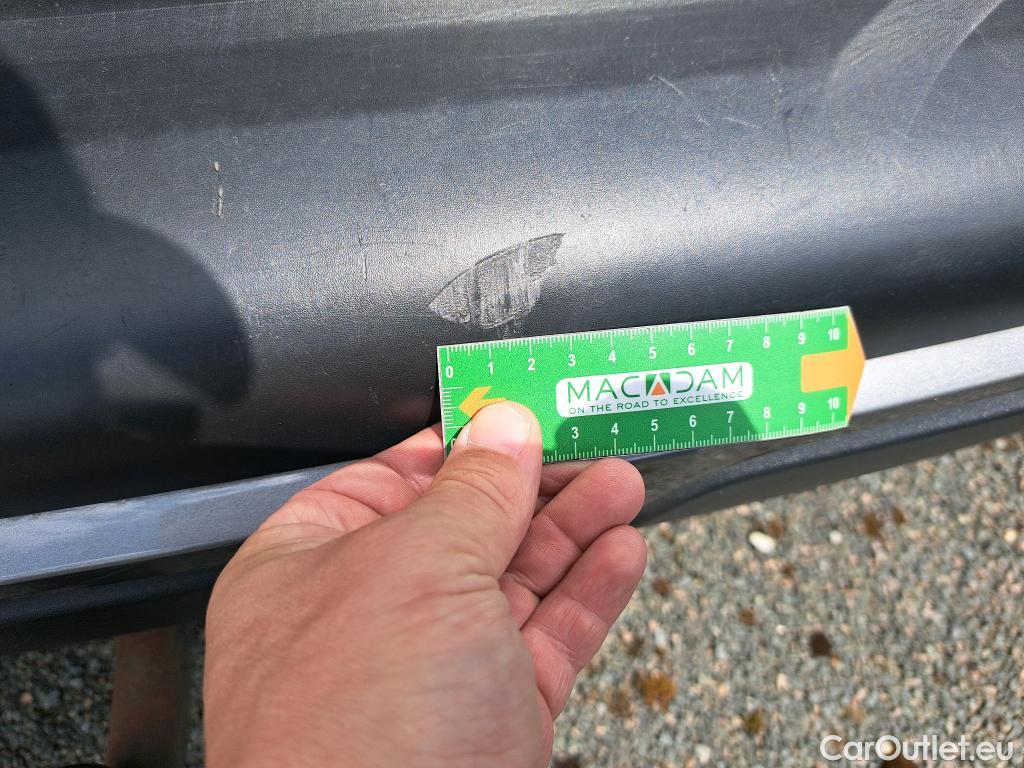 0 1 2 3 4 5 6 7 8 9 10
MACADAM
ON THE ROAD TO EXCELLENCE
3 4 5 6 7 8 9 10
CarOutlet.eu